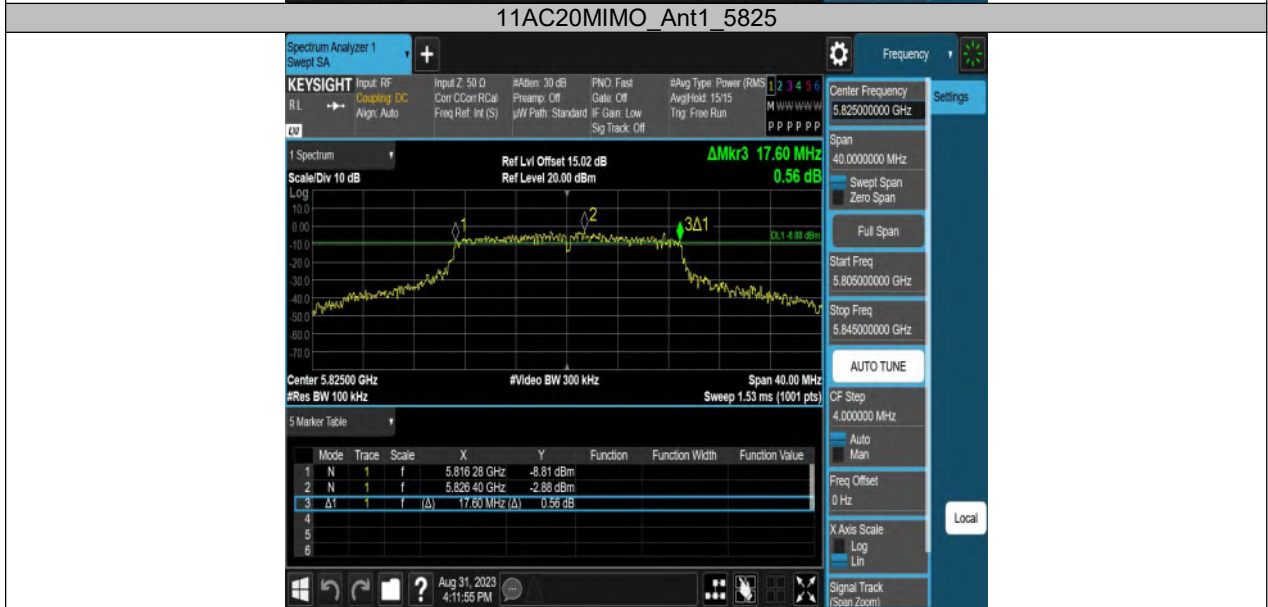 11AC20MIMO_Ant1_5825
Spectrum Analyzer 1
Swept SA
+
Frequency
KEYSIGHT
Input: RF
Input Z: 50 Ω
#Atten: 30 dB
PNO: Fast
#Avg Type: Power (RMS
1 2 3 4 5 6
RL
Coupling: DC
Corr CCorr RCal
Preamp: Off
Gate: Off
Avg|Hold: 15/15
M W W W W W
Align: Auto
Freq Ref: Int (S)
µW Path: Standard
IF Gain: Low
Trig: Free Run
Sig Track: Off
P P P P P P
LXI
Center Frequency
5.825000000 GHz
Settings
Span
40.0000000 MHz
Swept Span
Zero Span
Full Span
Start Freq
5.805000000 GHz
Stop Freq
5.845000000 GHz
AUTO TUNE
CF Step
4.000000 MHz
Auto
Man
Freq Offset
0 Hz
X Axis Scale
Log
Lin
Signal Track
(Span Zoom)
Local
1 Spectrum
Ref Lvl Offset 15.02 dB
ΔMkr3 17.60 MHz
Scale/Div 10 dB
Ref Level 20.00 dBm
0.56 dB
Log
10.0
0.00
-10.0
-20.0
-30.0
-40.0
-50.0
-60.0
-70.0
1
2
3Δ1
DL1 -8.88 dBm
Center 5.82500 GHz
#Video BW 300 kHz
Span 40.00 MHz
#Res BW 100 kHz
Sweep 1.53 ms (1001 pts)
5 Marker Table
Mode Trace Scale X Y Function Function Width Function Value
1 N 1 f 5.816 28 GHz -8.81 dBm
2 N 1 f 5.826 40 GHz -2.88 dBm
3 Δ1 1 f (Δ) 17.60 MHz (Δ) 0.56 dB
4
5
6
?
Aug 31, 2023
4:11:55 PM